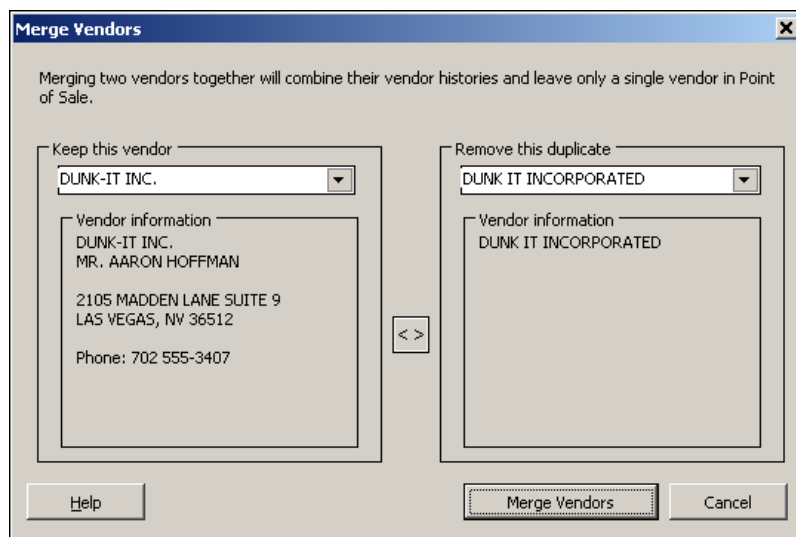 Merge Vendors
Merging two vendors together will combine their vendor histories and leave only a single vendor in Point
of Sale.
Keep this vendor
DUNK-IT INC.
Vendor information
DUNK-IT INC.
MR. AARON HOFFMAN
2105 MADDEN LANE SUITE 9
LAS VEGAS, NV 36512
Phone: 702 555-3407
< >
Remove this duplicate
DUNK IT INCORPORATED
Vendor information
DUNK IT INCORPORATED
Help
Merge Vendors
Cancel